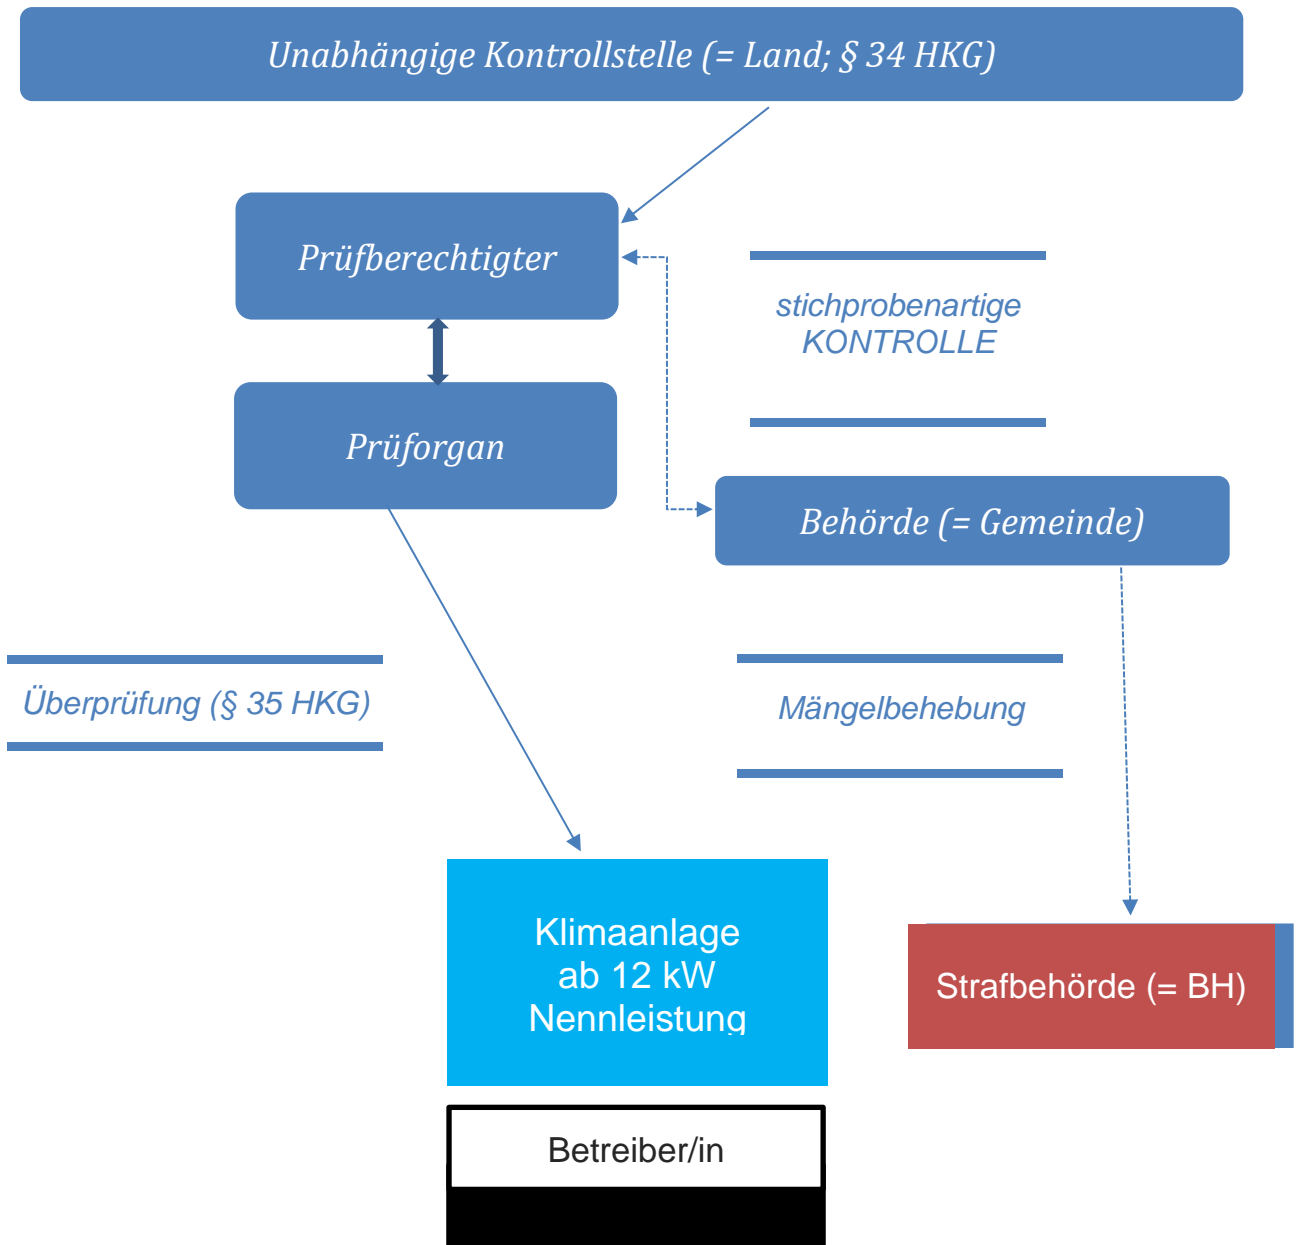 Unabhängige Kontrollstelle (= Land; § 34 HKG)
Prüfberechtigter
stichprobenartige
KONTROLLE
Prüforgan
Behörde (= Gemeinde)
Überprüfung (§ 35 HKG)
Mängelbehebung
Klimaanlage
ab 12 kW
Nennleistung
Strafbehörde (= BH)
Betreiber/in